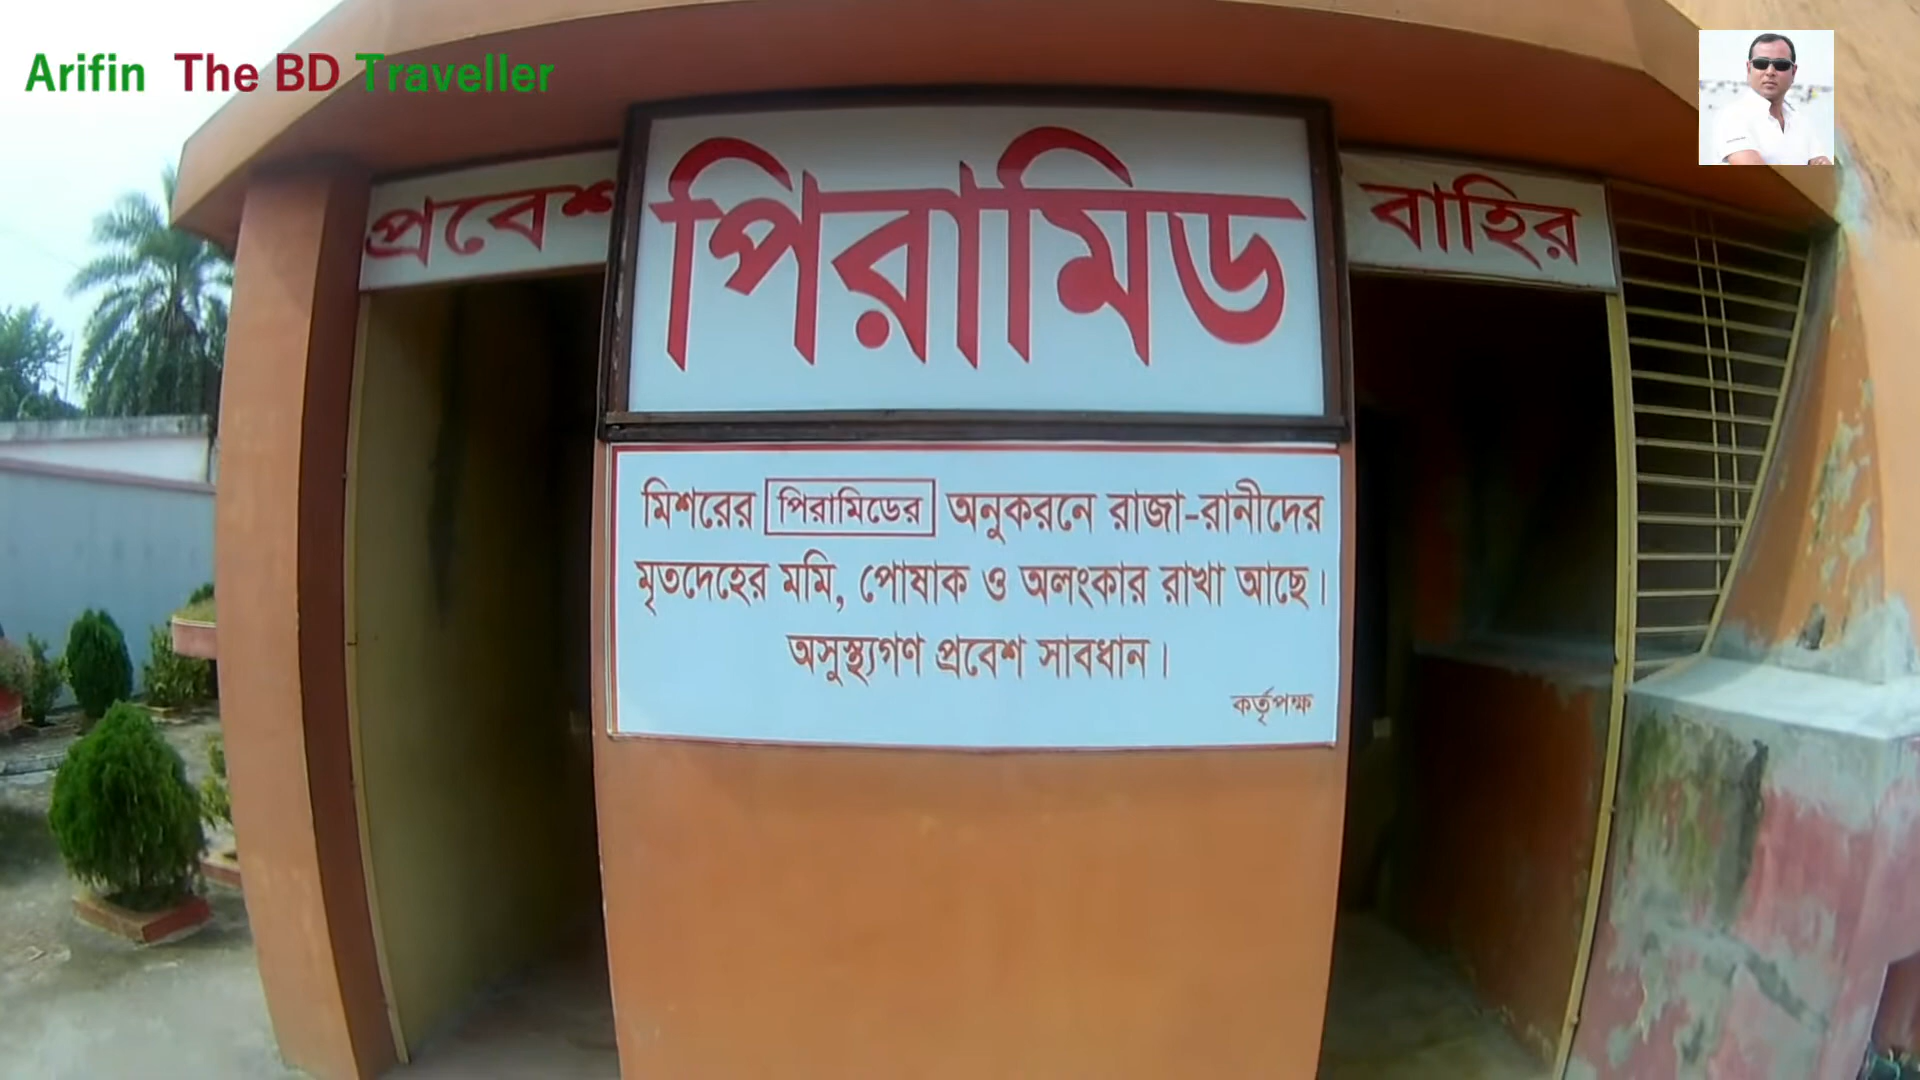 Arifin The BD Traveller
প্রবেশ
পিরামিড
বাহির
মিশরের পিরামিডের অনুকরনে রাজা-রানীদের
মৃতদেহের মমি, পোষাক ও অলংকার রাখা আছে।
অসুস্থ্যগণ প্রবেশ সাবধান।
কর্তৃপক্ষ